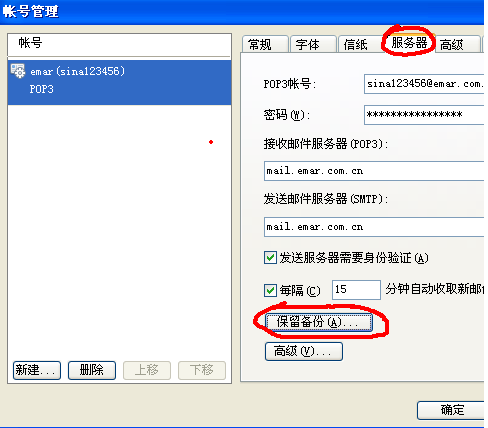 帐号管理
帐号
emar(sina123456)
POP3
新建...
删除
上移
下移
常规
字体
信纸
服务器
高级
POP3帐号:
sina123456@emar.com.
密码(W):
****************
接收邮件服务器(POP3):
mail.emar.com.cn
发送邮件服务器(SMTP):
mail.emar.com.cn
发送服务器需要身份验证(A)
每隔(C) 15 分钟自动收取新邮件
保留备份(A)...
高级(V)...
确定